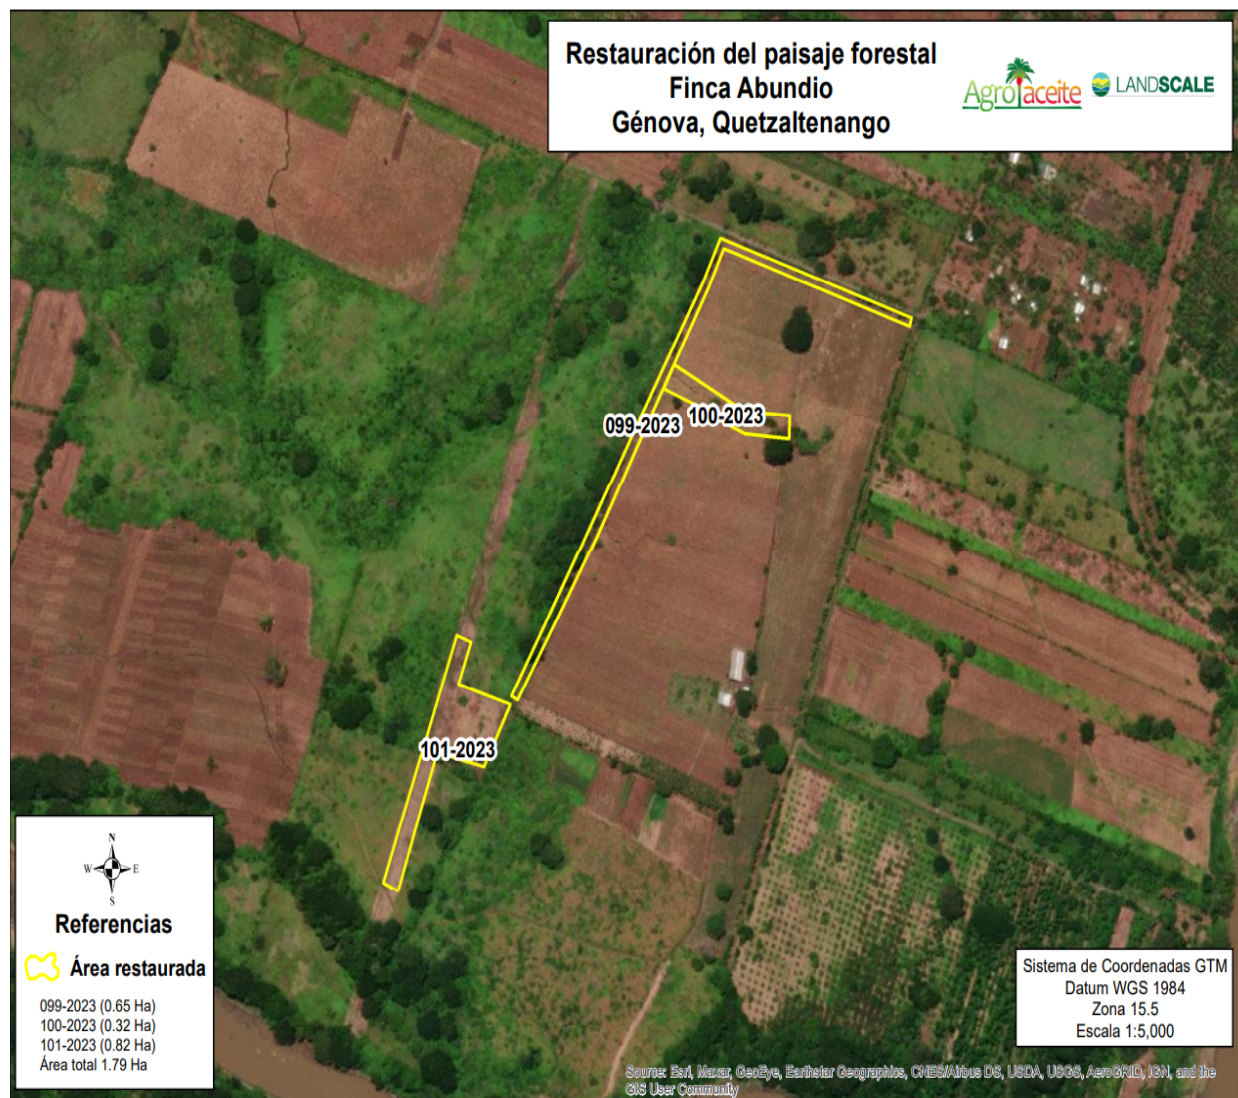 Restauración del paisaje forestal
Finca Abundio
Génova, Quetzaltenango
Agroaceite
LANDSCALE
099-2023
100-2023
101-2023
N
W E
S
Referencias
Área restaurada
099-2023 (0.65 Ha)
100-2023 (0.32 Ha)
101-2023 (0.82 Ha)
Área total 1.79 Ha
Sistema de Coordenadas GTM
Datum WGS 1984
Zona 15.5
Escala 1:5,000
Source: Esri, Maxar, GeoEye, Earthstar Geographics, CNES/Airbus DS, USDA, USGS, AeroGRID, IGN, and the
GIS User Community